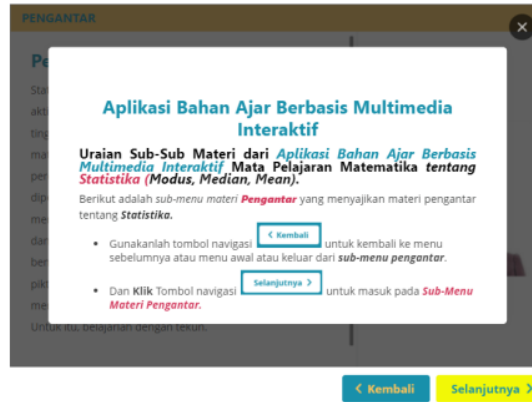 PENGANTAR
Aplikasi Bahan Ajar Berbasis Multimedia
Interaktif
Uraian Sub-Sub Materi dari Aplikasi Bahan Ajar Berbasis
Multimedia Interaktif Mata Pelajaran Matematika tentang
Statistika (Modus, Median, Mean).
Berikut adalah sub-menu materi Pengantar yang menyajikan materi pengantar
tentang Statistika.
• Gunakanlah tombol navigasi < Kembali untuk kembali ke menu
sebelumnya atau menu awal atau keluar dari sub-menu pengantar.
• Dan Klik Tombol navigasi Selanjutnya > untuk masuk pada Sub-Menu
Materi Pengantar.
Untuk itu, belajarlah dengan tekun.
< Kembali
Selanjutnya >